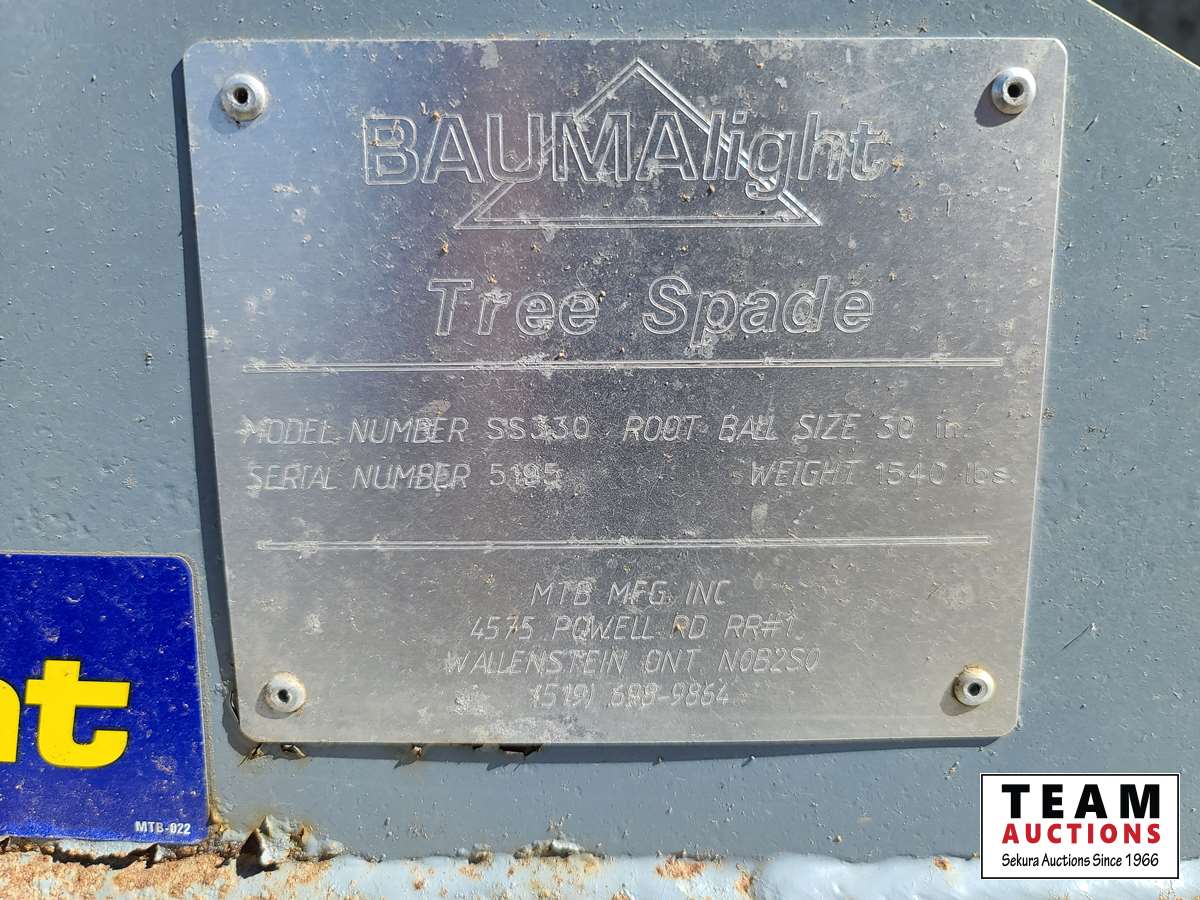 BAUMAlight
Tree Spade
MODEL NUMBER SS330 ROOT BALL SIZE 30 in.
SERIAL NUMBER 5195 WEIGHT 1540 lbs.
MTB MFG INC
4575 POWELL RD RR#1
WALLENSTEIN ONT N0B2S0
(519) 698-9864
nt
MTB-022
TEAM
AUCTIONS
Sekura Auctions Since 1966